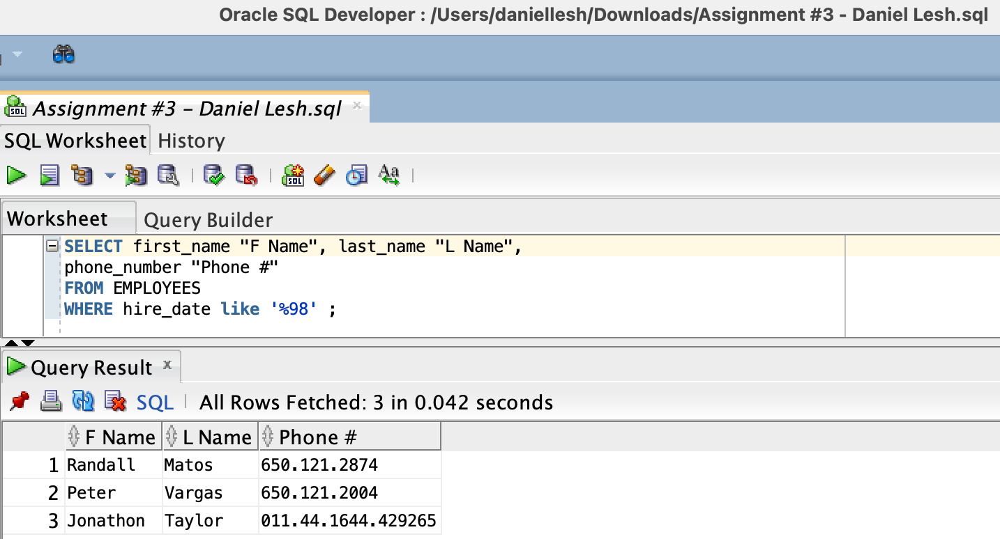 Oracle SQL Developer : /Users/daniellesh/Downloads/Assignment #3 - Daniel Lesh.sql
Assignment #3 – Daniel Lesh.sql
SQL Worksheet History
Worksheet Query Builder
SELECT first_name "F Name", last_name "L Name",
phone_number "Phone #"
FROM EMPLOYEES
WHERE hire_date like '%98' ;
Query Result
SQL All Rows Fetched: 3 in 0.042 seconds
F Name L Name Phone #
1 Randall Matos 650.121.2874
2 Peter Vargas 650.121.2004
3 Jonathon Taylor 011.44.1644.429265